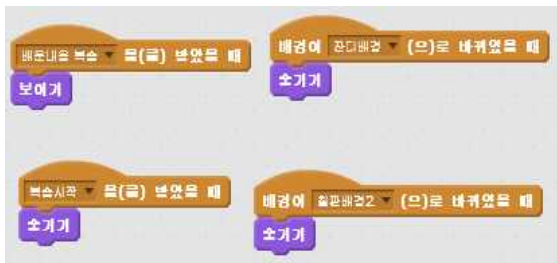 배운내용 복습 을(를) 받았을 때
보이기
배경이 잔디배경 (으)로 바뀌었을 때
숨기기
복습시작 을(를) 받았을 때
숨기기
배경이 칠판배경2 (으)로 바뀌었을 때
숨기기